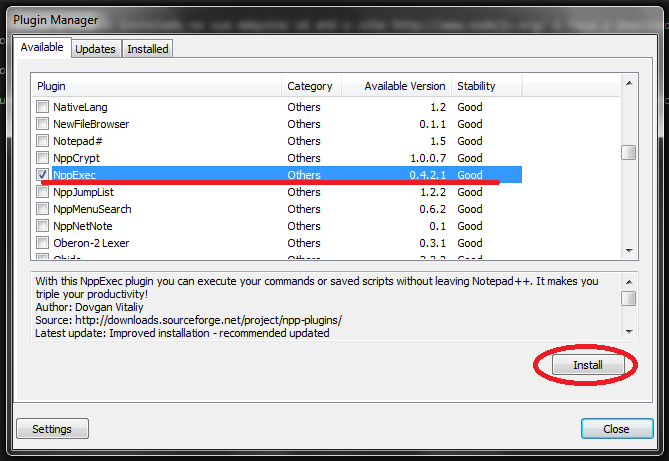 Plugin Manager
Available Updates Installed
Plugin Category Available Version Stability
NativeLang Others 1.2 Good
NewFileBrowser Others 0.1.1 Good
Notepad# Others 1.5 Good
NppCrypt Others 1.0.0.7 Good
NppExec Others 0.4.2.1 Good
NppJumpList Others 1.2.2 Good
NppMenuSearch Others 0.6.2 Good
NppNetNote Others 0.1 Good
Oberon-2 Lexer Others 0.3.1 Good
With this NppExec plugin you can execute your commands or saved scripts without leaving Notepad++. It makes you
triple your productivity!
Author: Dovgan Vitaliy
Source: http://downloads.sourceforge.net/project/npp-plugins/
Latest update: Improved installation - recommended updated
Install
Settings Close